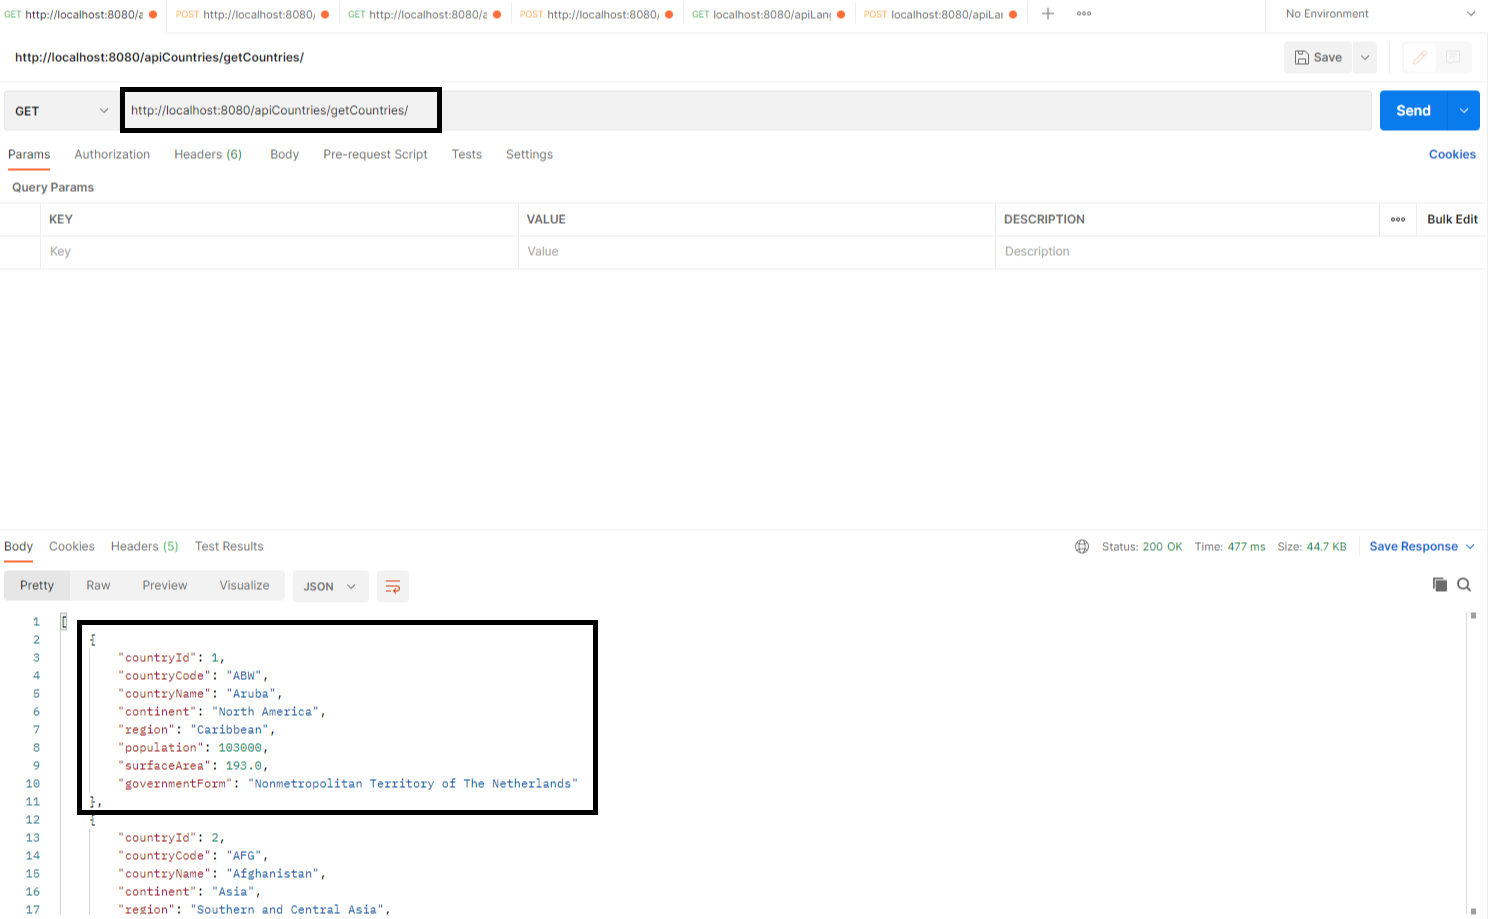 GET http://localhost:8080/a POST http://localhost:8080/ GET http://localhost:8080/a POST http://localhost:8080/ GET localhost:8080/apiLang POST localhost:8080/apiLan No Environment
http://localhost:8080/apiCountries/getCountries/ Save
GET http://localhost:8080/apiCountries/getCountries/ Send
Params Authorization Headers (6) Body Pre-request Script Tests Settings Cookies
Query Params
KEY VALUE DESCRIPTION Bulk Edit
Key Value Description
Body Cookies Headers (5) Test Results Status: 200 OK Time: 477 ms Size: 44.7 KB Save Response
Pretty Raw Preview Visualize JSON
1 [
2 {
3 "countryId": 1,
4 "countryCode": "ABW",
5 "countryName": "Aruba",
6 "continent": "North America",
7 "region": "Caribbean",
8 "population": 103000,
9 "surfaceArea": 193.0,
10 "governmentForm": "Nonmetropolitan Territory of The Netherlands"
11 },
12 {
13 "countryId": 2,
14 "countryCode": "AFG",
15 "countryName": "Afghanistan",
16 "continent": "Asia",
17 "region": "Southern and Central Asia",